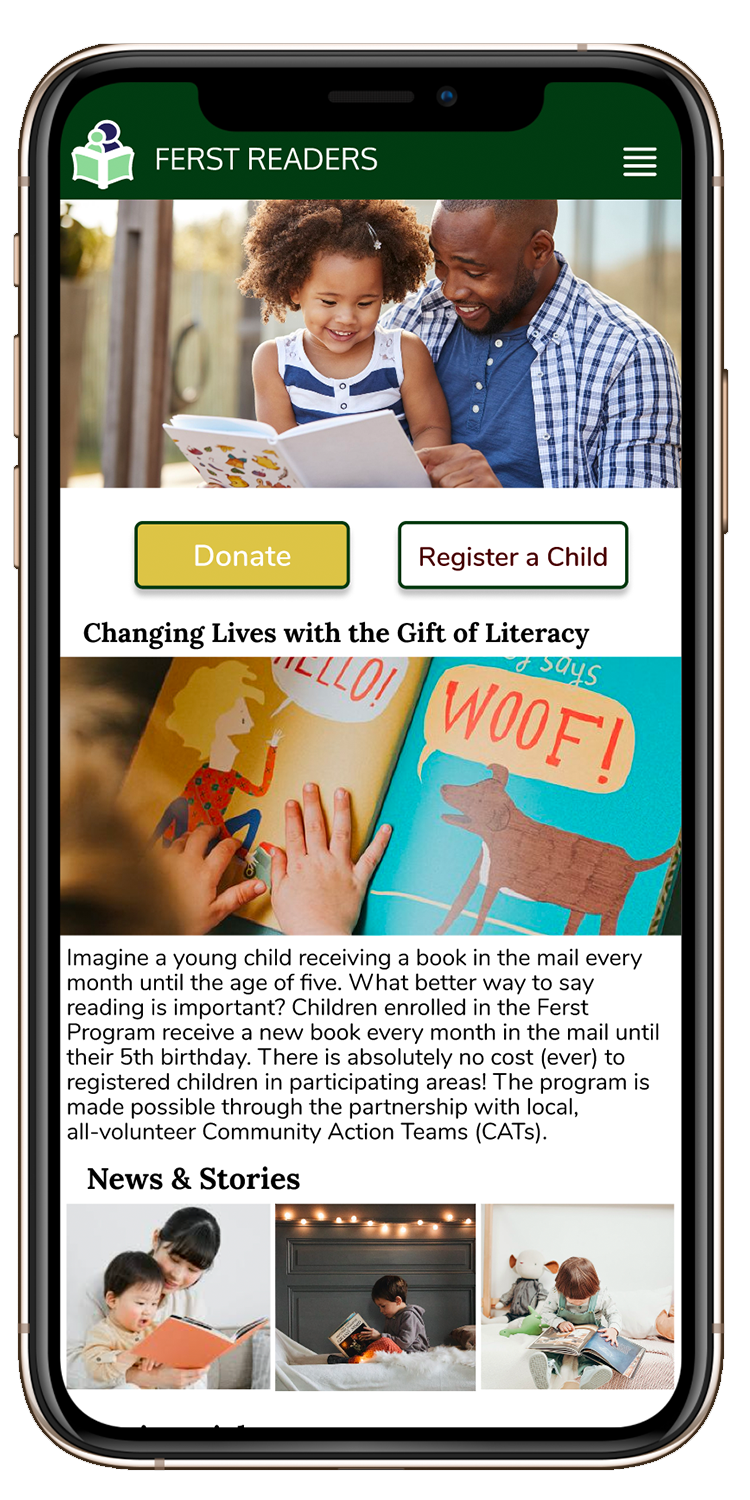 FERST READERS
Donate
Register a Child
Changing Lives with the Gift of Literacy
HELLO!
says
WOOF!
Imagine a young child receiving a book in the mail every
month until the age of five. What better way to say
reading is important? Children enrolled in the Ferst
Program receive a new book every month in the mail until
their 5th birthday. There is absolutely no cost (ever) to
registered children in participating areas! The program is
made possible through the partnership with local,
all-volunteer Community Action Teams (CATs).
News & Stories